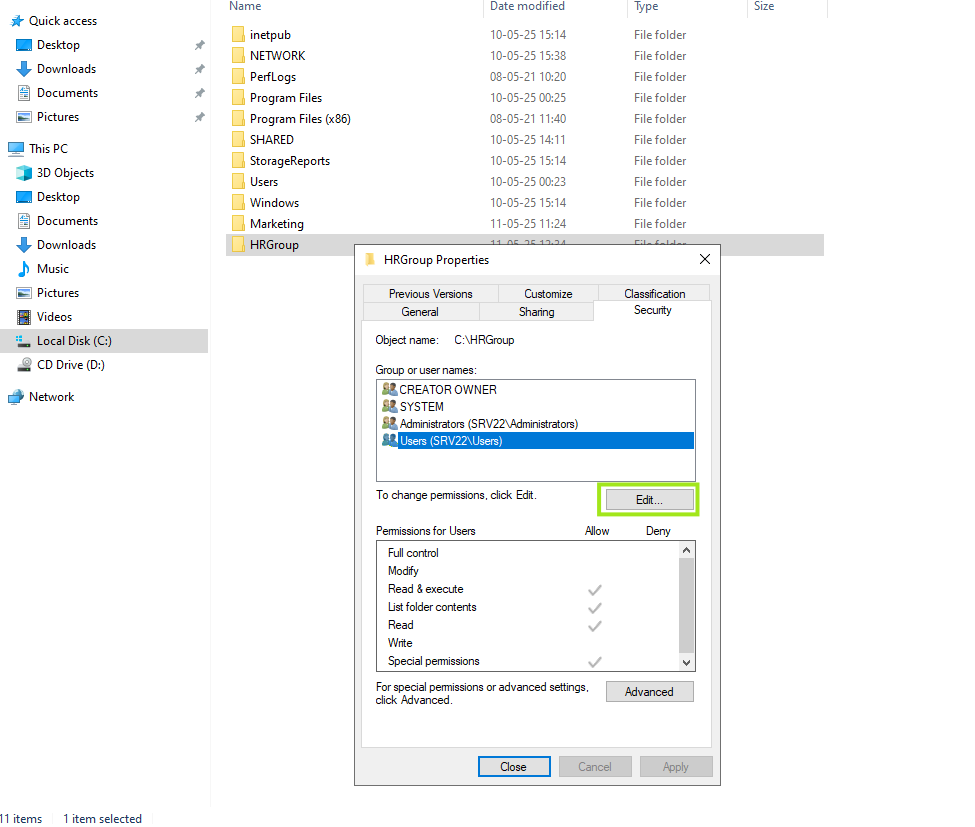 Name Date modified Type Size
Quick access
Desktop
Downloads
Documents
Pictures
This PC
3D Objects
Desktop
Documents
Downloads
Music
Pictures
Videos
Local Disk (C:)
CD Drive (D:)
Network
inetpub 10-05-25 15:14 File folder
NETWORK 10-05-25 15:38 File folder
PerfLogs 08-05-21 10:20 File folder
Program Files 10-05-25 00:25 File folder
Program Files (x86) 08-05-21 11:40 File folder
SHARED 10-05-25 14:11 File folder
StorageReports 10-05-25 15:14 File folder
Users 10-05-25 00:23 File folder
Windows 10-05-25 15:14 File folder
Marketing 11-05-25 11:24 File folder
HRGroup
HRGroup Properties
Previous Versions Customize Classification
General Sharing Security
Object name: C:\HRGroup
Group or user names:
CREATOR OWNER
SYSTEM
Administrators (SRV22\Administrators)
Users (SRV22\Users)
To change permissions, click Edit.
Edit...
Permissions for Users Allow Deny
Full control
Modify
Read & execute
List folder contents
Read
Write
Special permissions
For special permissions or advanced settings,
click Advanced.
Advanced
Close Cancel Apply
11 items 1 item selected